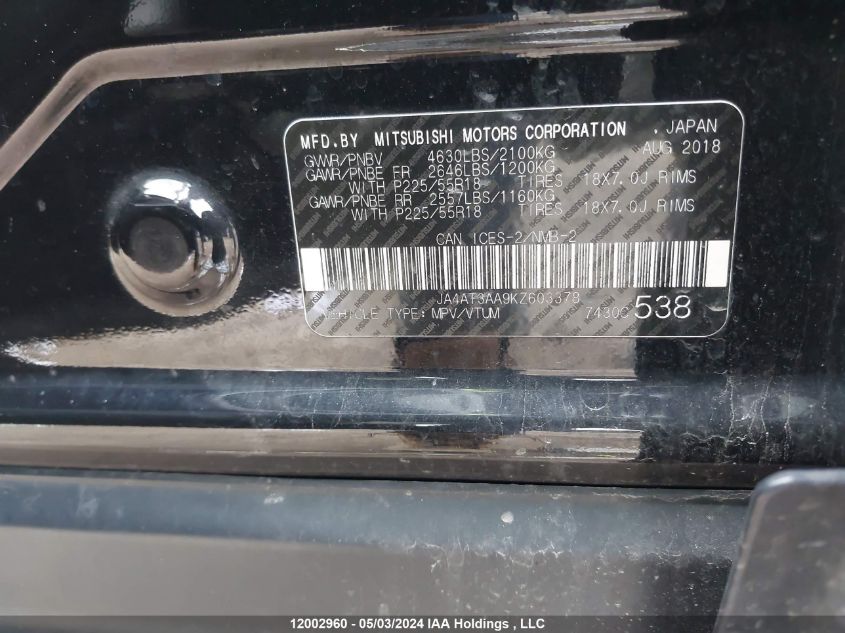 MFD.BY MITSUBISHI MOTORS CORPORATION , JAPAN
GVWR/PNBV 4630LBS/2100KG AUG 2018
GAWR/PNBE FR 2646LBS/1200KG
WITH P225/55R18 TIRES 18X7.0J RIMS
GAWR/PNBE RR 2557LBS/1160KG
WITH P225/55R18 TIRES 18X7.0J RIMS
CAN ICES-2/NMB-2
JA4AT3AA9KZ603378
VEHICLE TYPE: MPV/VTUM 7430C 538
12002960 - 05/03/2024 IAA Holdings , LLC